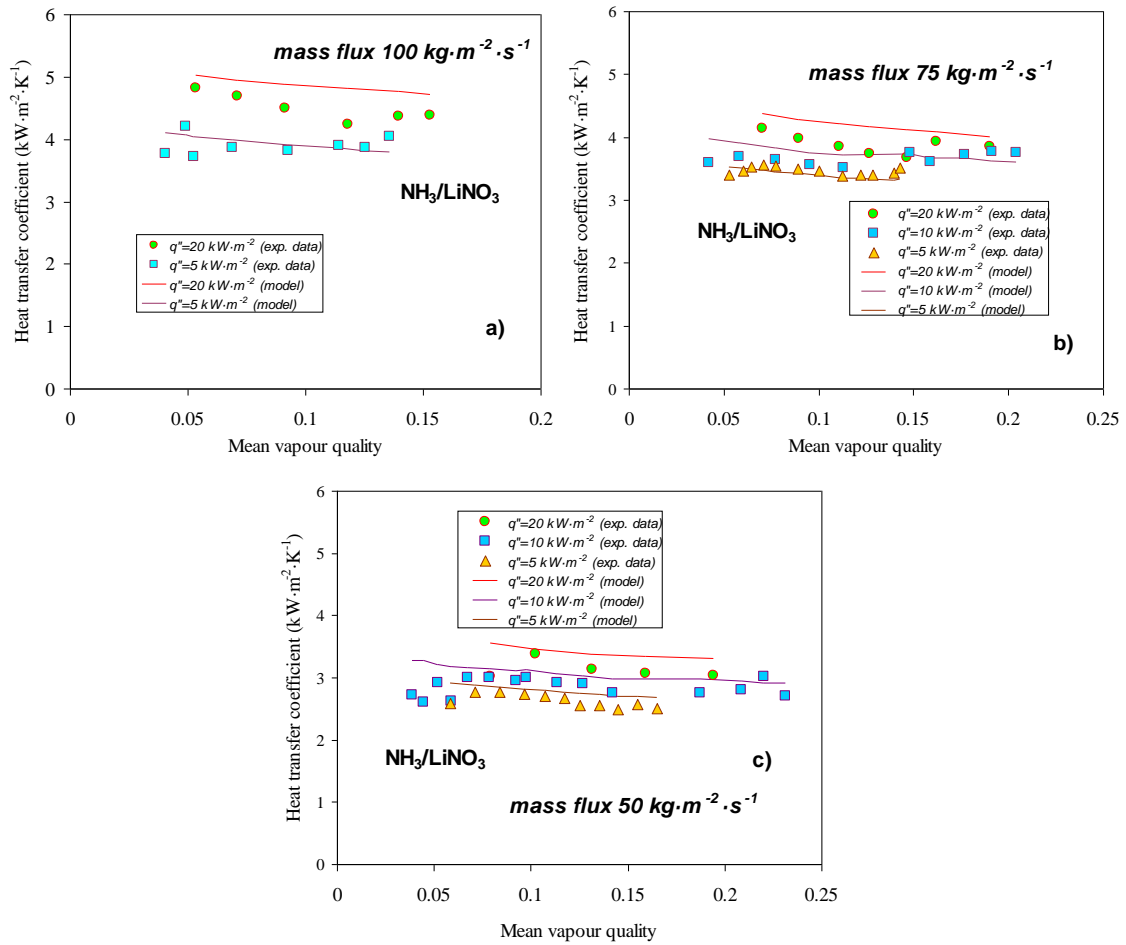 mass flux 100 kg·m⁻²·s⁻¹
Heat transfer coefficient (kW·m⁻²·K⁻¹)
6
5
4
3
2
1
0
NH₃/LiNO₃
q"=20 kW·m⁻² (exp. data)
q"=5 kW·m⁻² (exp. data)
q"=20 kW·m⁻² (model)
q"=5 kW·m⁻² (model)
a)
0 0.05 0.1 0.15 0.2
Mean vapour quality
mass flux 75 kg·m⁻²·s⁻¹
Heat transfer coefficient (kW·m⁻²·K⁻¹)
6
5
4
3
2
1
0
NH₃/LiNO₃
q"=20 kW·m⁻² (exp. data)
q"=10 kW·m⁻² (exp. data)
q"=5 kW·m⁻² (exp. data)
q"=20 kW·m⁻² (model)
q"=10 kW·m⁻² (model)
q"=5 kW·m⁻² (model)
b)
0 0.05 0.1 0.15 0.2 0.25
Mean vapour quality
Heat transfer coefficient (kW·m⁻²·K⁻¹)
6
5
4
3
2
1
0
q"=20 kW·m⁻² (exp. data)
q"=10 kW·m⁻² (exp. data)
q"=5 kW·m⁻² (exp. data)
q"=20 kW·m⁻² (model)
q"=10 kW·m⁻² (model)
q"=5 kW·m⁻² (model)
NH₃/LiNO₃
c)
mass flux 50 kg·m⁻²·s⁻¹
0 0.05 0.1 0.15 0.2 0.25
Mean vapour quality